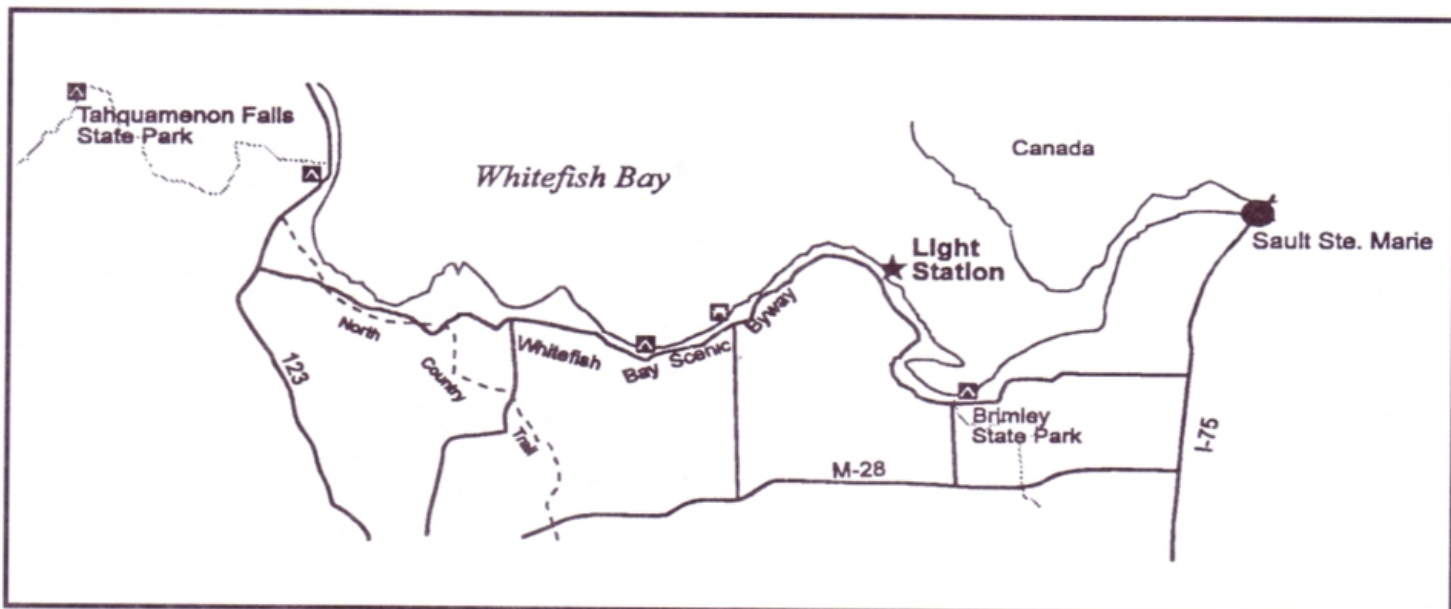 Tahquamenon Falls
State Park
Whitefish Bay
Canada
Sault Ste. Marie
Light
Station
North
Country
Trail
Whitefish
Bay Scenic
Byway
123
Brimley
State Park
M-28
I-75